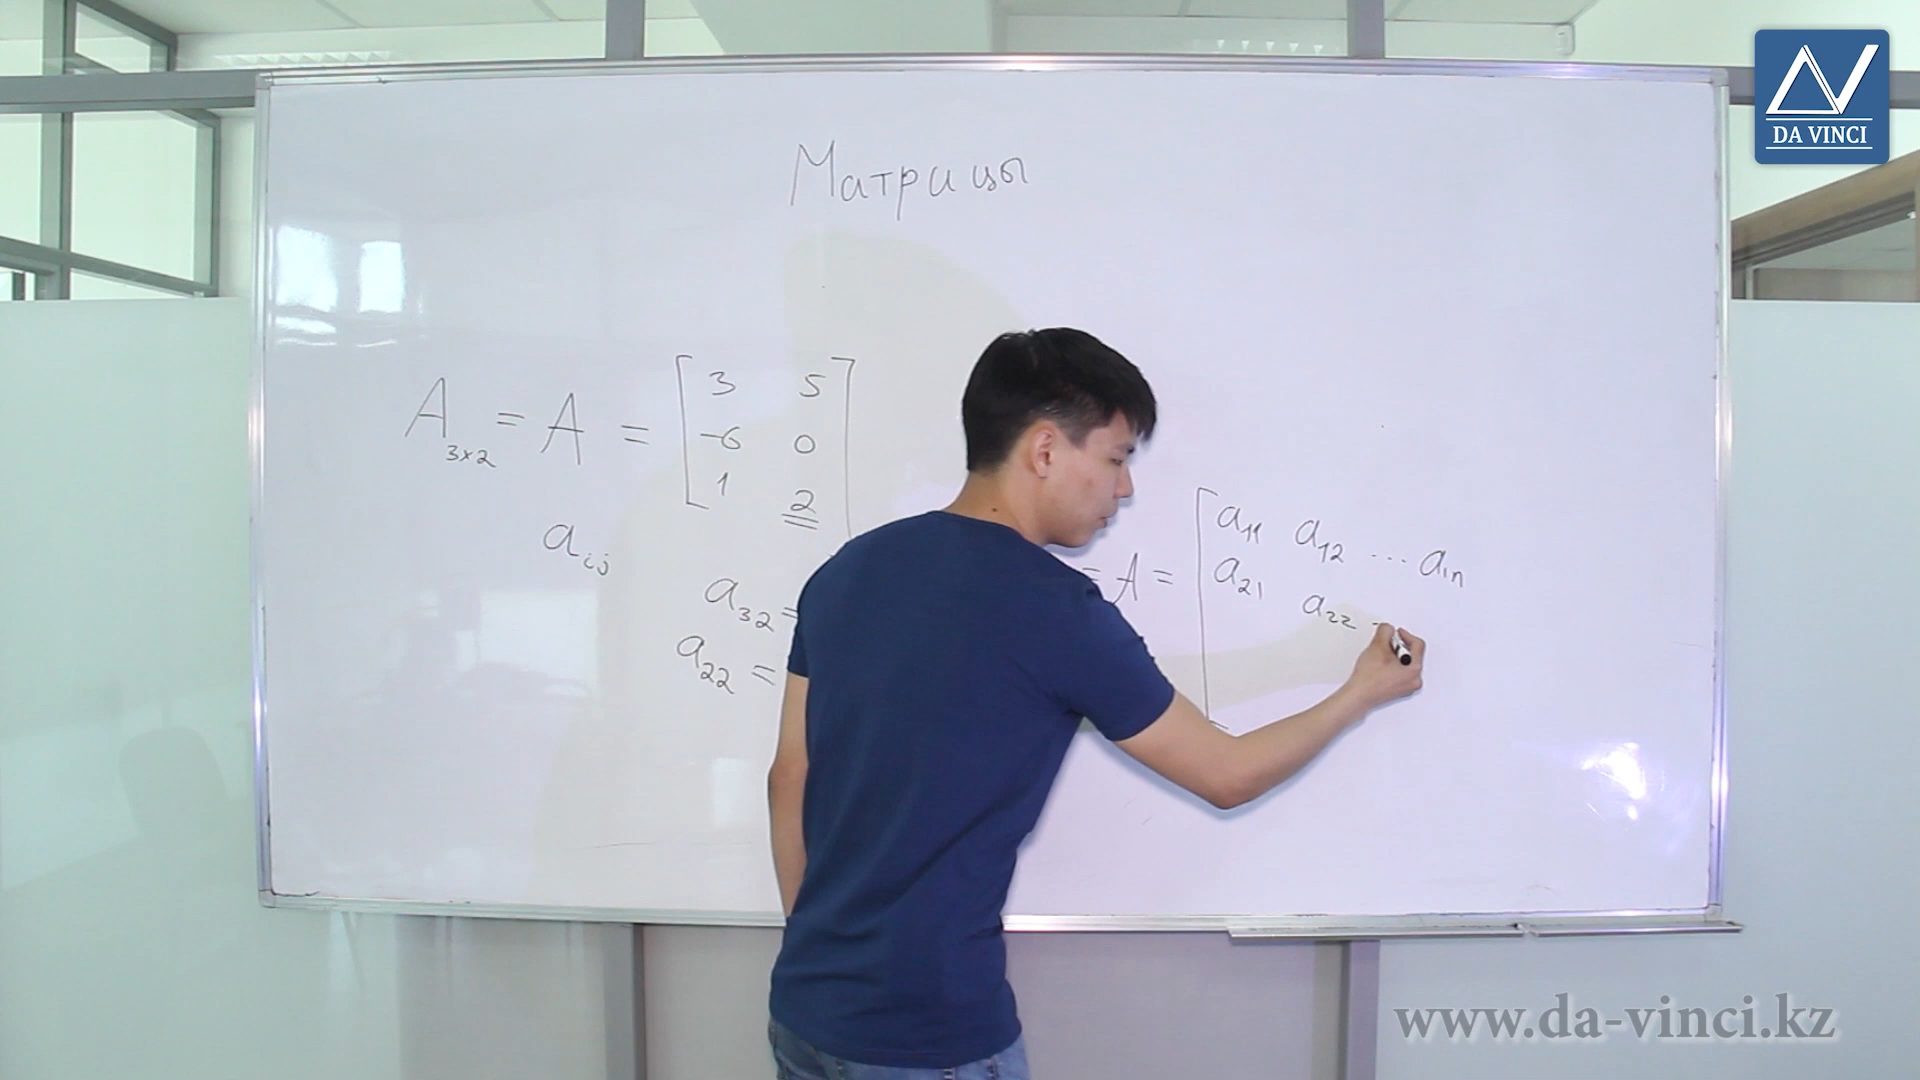 DA VINCI
Матрицы
A₃ₓ₂ = A = [ 3 5
-6 0
1 2
aᵢⱼ
a₃₂ =
a₂₂ =
= A = [ a₁₁ a₁₂ ... a₁ₙ
a₂₁ a₂₂
www.da-vinci.kz